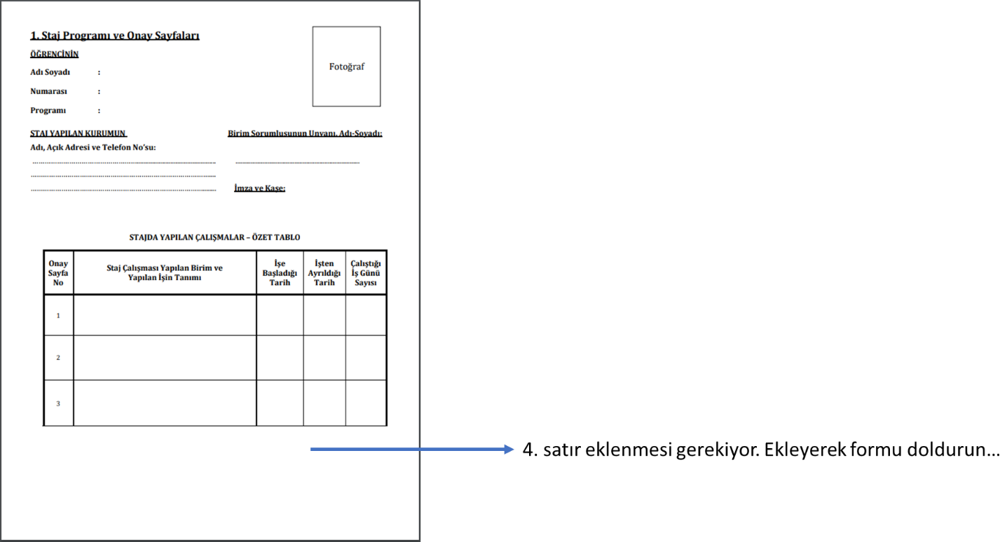 1. Staj Programı ve Onay Sayfaları
Fotoğraf
ÖĞRENCİNİN
Adı Soyadı :
Numarası :
Programı :
STAJ YAPILAN KURUMUN
Birim Sorumlusunun Unvanı, Adı-Soyadı:
Adı, Açık Adresi ve Telefon No'su:
İmza ve Kaşe:
STAJDA YAPILAN ÇALIŞMALAR – ÖZET TABLO
Onay Sayfa No
Staj Çalışması Yapılan Birim ve
Yapılan İşin Tanımı
İşe Başladığı Tarih
İşten Ayrıldığı Tarih
Çalıştığı İş Günü Sayısı
1
2
3
4. satır eklenmesi gerekiyor. Ekleyerek formu doldurun...